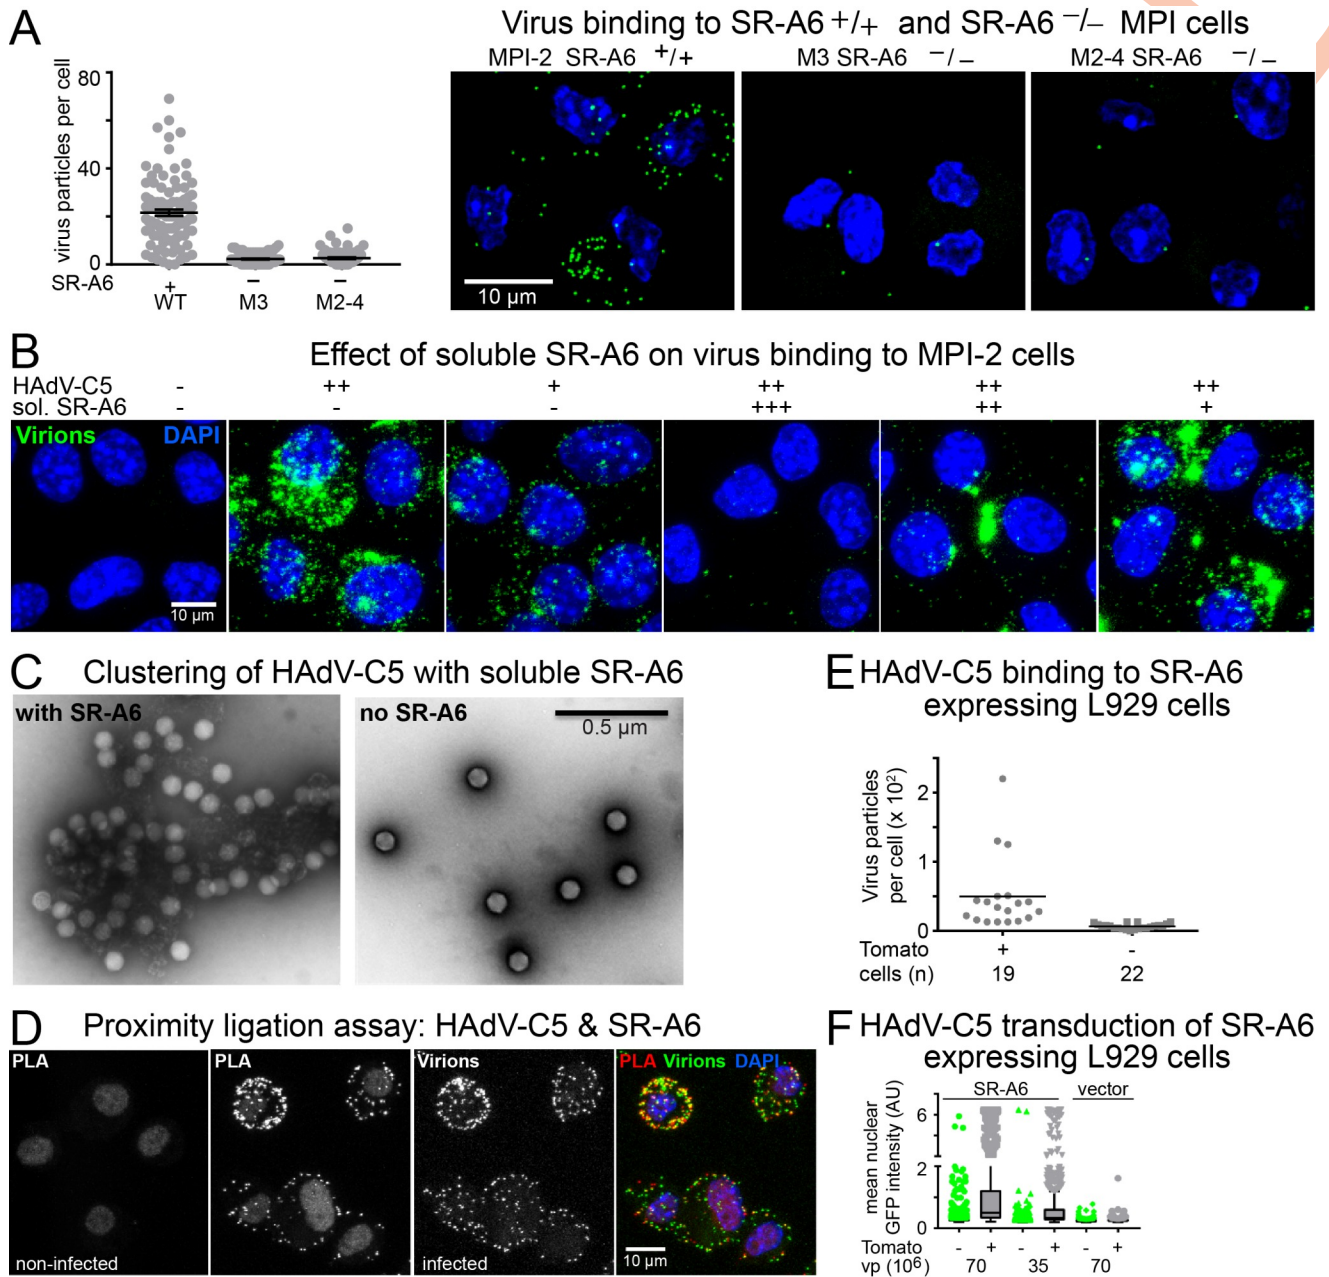 A
Virus binding to SR-A6 +/+ and SR-A6 −/− MPI cells
MPI-2 SR-A6 +/+
M3 SR-A6 −/−
M2-4 SR-A6 −/−
virus particles per cell
80
40
0
SR-A6 + − −
WT M3 M2-4
10 µm
B
Effect of soluble SR-A6 on virus binding to MPI-2 cells
HAdV-C5 - ++ + ++ ++ ++
sol. SR-A6 - - - +++ ++ +
Virions DAPI
10 µm
C
Clustering of HAdV-C5 with soluble SR-A6
with SR-A6
no SR-A6
0.5 µm
D
Proximity ligation assay: HAdV-C5 & SR-A6
PLA
non-infected
PLA
Virions
infected
PLA Virions DAPI
10 µm
E
HAdV-C5 binding to SR-A6
expressing L929 cells
Virus particles
per cell (x 10²)
2
1
0
Tomato + -
cells (n) 19 22
F
HAdV-C5 transduction of SR-A6
expressing L929 cells
SR-A6 vector
mean nuclear
GFP intensity (AU)
6
2
0
Tomato - + - + - +
vp (10⁶) 70 35 70